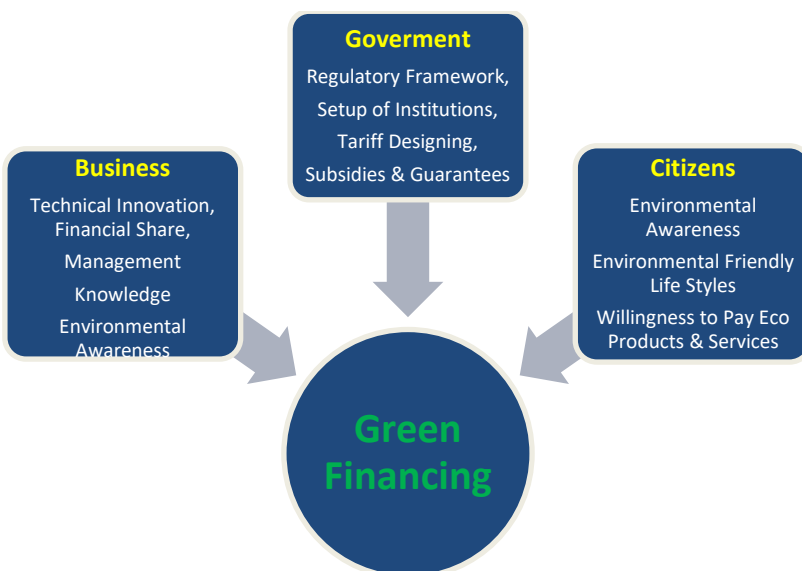 Goverment
Regulatory Framework,
Setup of Institutions,
Tariff Designing,
Subsidies & Guarantees
Business
Technical Innovation,
Financial Share,
Management
Knowledge
Environmental
Awareness
Citizens
Environmental
Awareness
Environmental Friendly
Life Styles
Willingness to Pay Eco
Products & Services
Green
Financing